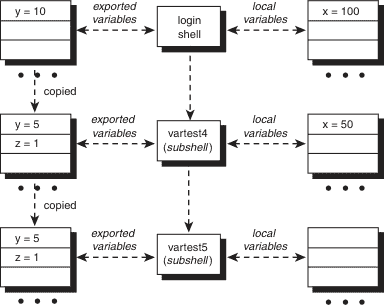 y = 10
exported
variables
login
shell
local
variables
x = 100
copied
y = 5
z = 1
exported
variables
vartest4
(subshell)
local
variables
x = 50
copied
y = 5
z = 1
exported
variables
vartest5
(subshell)
local
variables